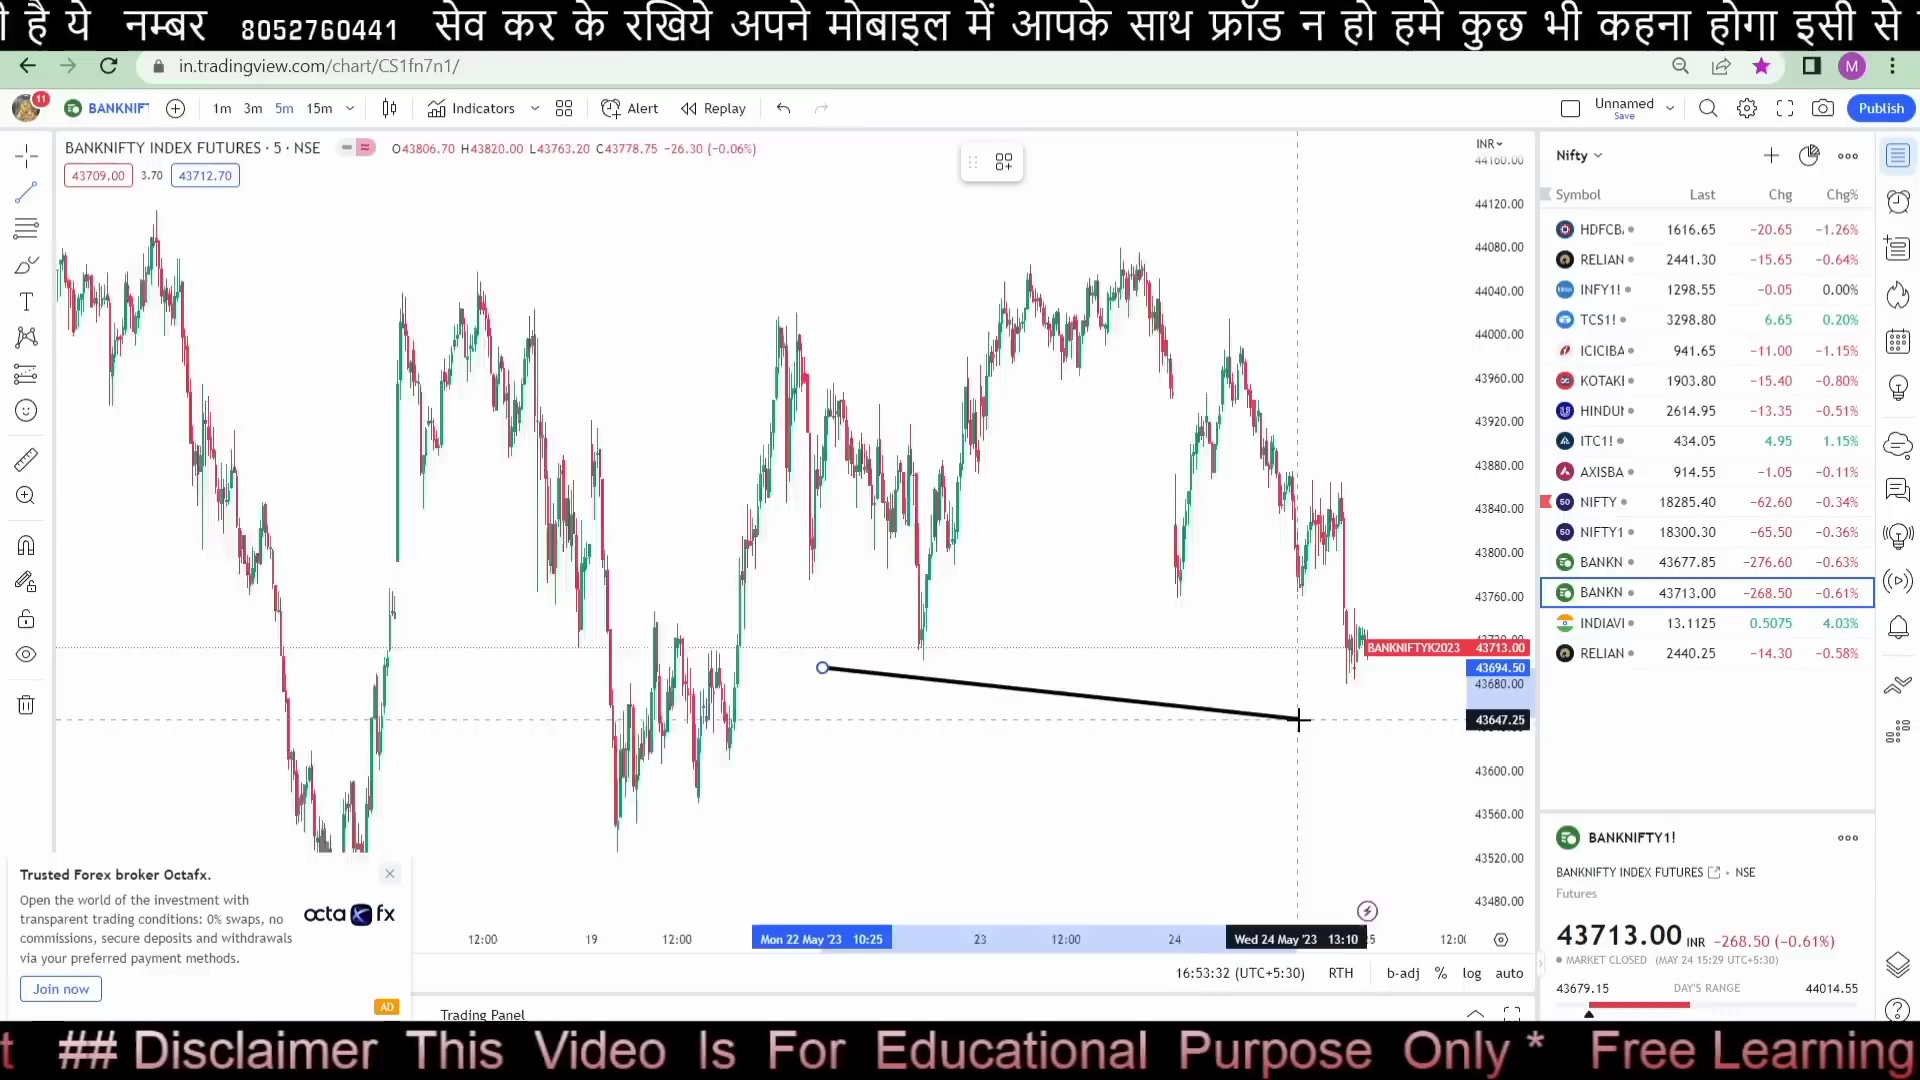 है ये नम्बर 8052760441 सेव कर के रखिये अपने मोबाइल में आपके साथ फ्रॉड न हो हमे कुछ भी कहना होगा इसी से
in.tradingview.com/chart/CS1fn7n1/
M
11 BANKNIF 1m 3m 5m 15m Indicators Alert Replay Unnamed Save Publish
BANKNIFTY INDEX FUTURES · 5 · NSE O43806.70 H43820.00 L43763.20 C43778.75 -26.30 (-0.06%)
43709.00 3.70 43712.70
INR
44160.00
44120.00
44080.00
44040.00
44000.00
43960.00
43920.00
43880.00
43840.00
43800.00
43760.00
43720.00
BANKNIFTYK2023 43713.00
43694.50
43680.00
43647.25
43600.00
43560.00
43520.00
43480.00
12:00 19 12:00 Mon 22 May '23 10:25 23 12:00 24 Wed 24 May '23 13:10 12:0
16:53:32 (UTC+5:30) RTH b-adj % log auto
Trading Panel
Nifty
Symbol Last Chg Chg%
HDFCB 1616.65 -20.65 -1.26%
RELIAN 2441.30 -15.65 -0.64%
INFY1! 1298.55 -0.05 0.00%
TCS1! 3298.80 6.65 0.20%
ICICIBA 941.65 -11.00 -1.15%
KOTAKI 1903.80 -15.40 -0.80%
HINDUN 2614.95 -13.35 -0.51%
ITC1! 434.05 4.95 1.15%
AXISBA 914.55 -1.05 -0.11%
50 NIFTY 18285.40 -62.60 -0.34%
50 NIFTY1 18300.30 -65.50 -0.36%
BANKN 43677.85 -276.60 -0.63%
BANKN 43713.00 -268.50 -0.61%
INDIAVI 13.1125 0.5075 4.03%
RELIAN 2440.25 -14.30 -0.58%
BANKNIFTY1!
BANKNIFTY INDEX FUTURES • NSE
Futures
43713.00 INR -268.50 (-0.61%)
MARKET CLOSED (MAY 24 15:29 UTC+5:30)
43679.15 DAY'S RANGE 44014.55
Trusted Forex broker Octafx.
Open the world of the investment with
transparent trading conditions: 0% swaps, no
commissions, secure deposits and withdrawals
via your preferred payment methods.
octa fx
Join now
AD
t ## Disclaimer This Video Is For Educational Purpose Only * Free Learning